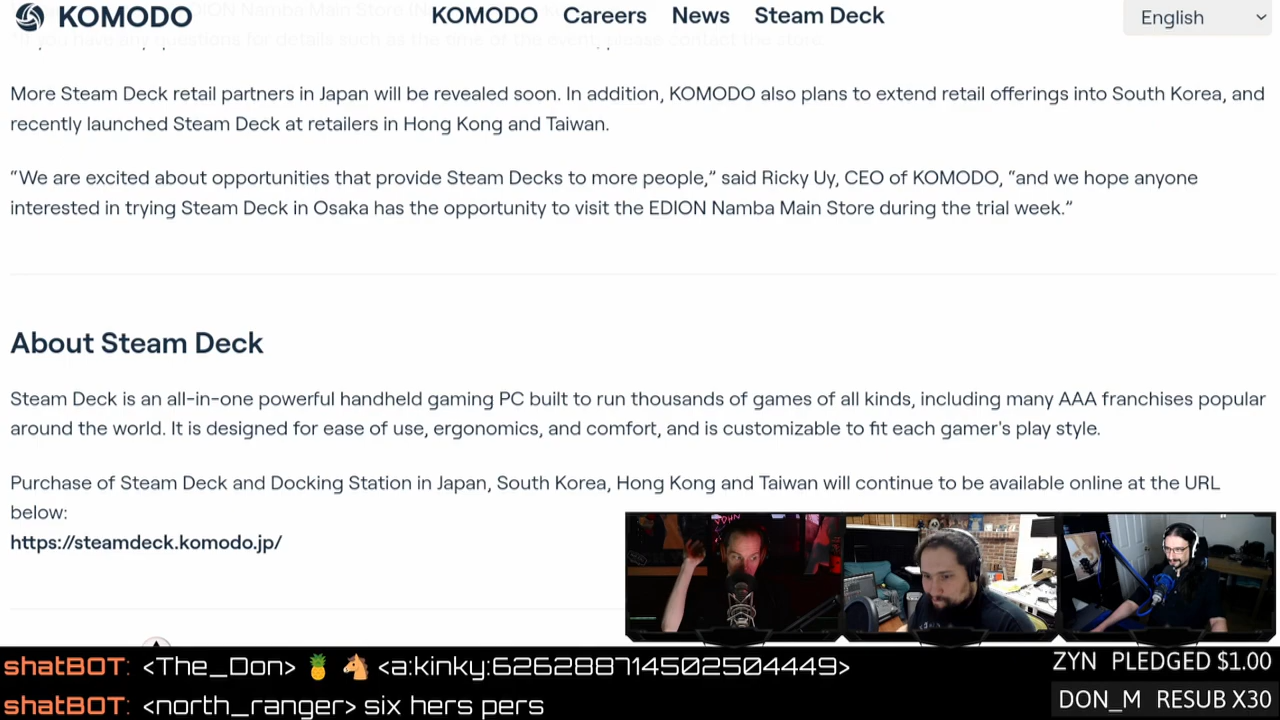 KOMODO
KOMODO Careers News Steam Deck
English
EDION Namba Main Store
More Steam Deck retail partners in Japan will be revealed soon. In addition, KOMODO also plans to extend retail offerings into South Korea, and
recently launched Steam Deck at retailers in Hong Kong and Taiwan.
“We are excited about opportunities that provide Steam Decks to more people,” said Ricky Uy, CEO of KOMODO, “and we hope anyone
interested in trying Steam Deck in Osaka has the opportunity to visit the EDION Namba Main Store during the trial week.”
About Steam Deck
Steam Deck is an all-in-one powerful handheld gaming PC built to run thousands of games of all kinds, including many AAA franchises popular
around the world. It is designed for ease of use, ergonomics, and comfort, and is customizable to fit each gamer's play style.
Purchase of Steam Deck and Docking Station in Japan, South Korea, Hong Kong and Taiwan will continue to be available online at the URL
below:
https://steamdeck.komodo.jp/
shatBOT: <The_Don> 🍍 🐴 <a:kinky:626288714502504449>
shatBOT: <north_ranger> six hers pers
ZYN PLEDGED $1.00
DON_M RESUB X30